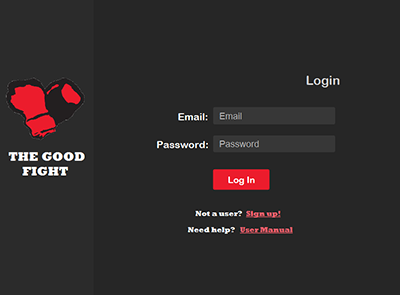 THE GOOD
FIGHT
Login
Email: Email
Password: Password
Log In
Not a user? Sign up!
Need help? User Manual